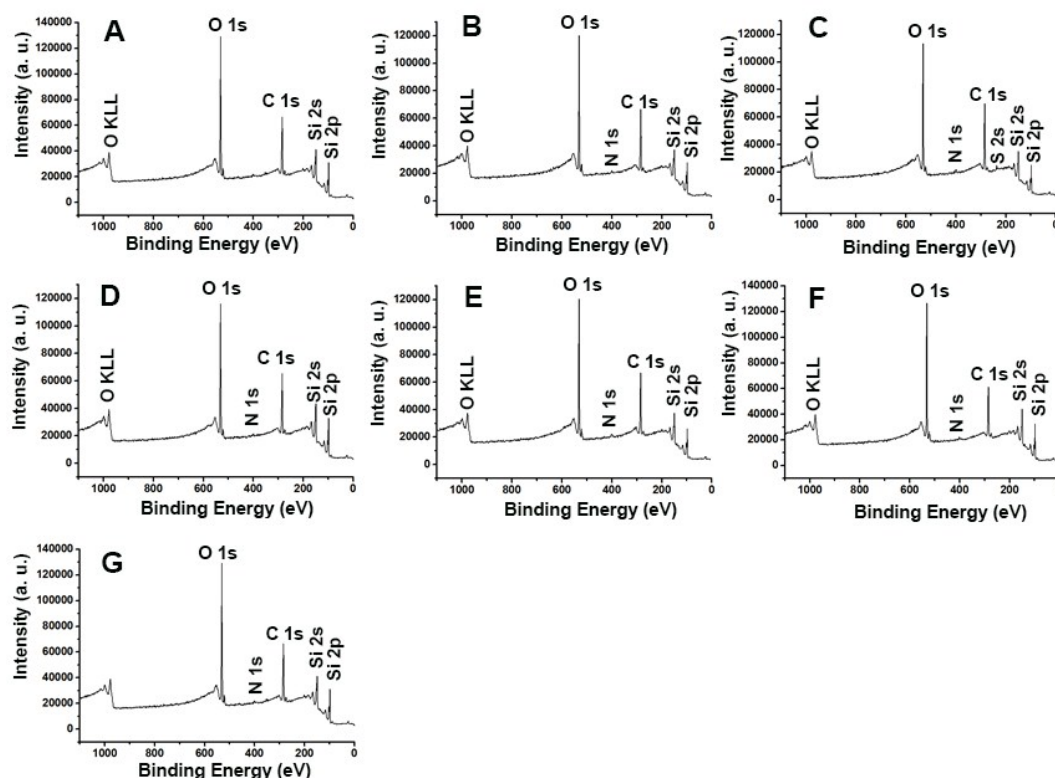 A
O 1s
C 1s
Si 2s
Si 2p
O KLL
Intensity (a. u.)
140000
120000
100000
80000
60000
40000
20000
0
1000 800 600 400 200 0
Binding Energy (eV)
B
O 1s
C 1s
Si 2s
Si 2p
O KLL
N 1s
Intensity (a. u.)
120000
100000
80000
60000
40000
20000
0
1000 800 600 400 200 0
Binding Energy (eV)
C
O 1s
C 1s
Si 2s
Si 2p
O KLL
N 1s
S 2s
Intensity (a. u.)
120000
100000
80000
60000
40000
20000
0
1000 800 600 400 200 0
Binding Energy (eV)
D
O 1s
C 1s
Si 2s
Si 2p
O KLL
N 1s
Intensity (a. u.)
120000
100000
80000
60000
40000
20000
0
1000 800 600 400 200 0
Binding Energy (eV)
E
O 1s
C 1s
Si 2s
Si 2p
O KLL
N 1s
Intensity (a. u.)
120000
100000
80000
60000
40000
20000
0
1000 800 600 400 200 0
Binding Energy (eV)
F
O 1s
C 1s
Si 2s
Si 2p
O KLL
N 1s
Intensity (a. u.)
140000
120000
100000
80000
60000
40000
20000
0
1000 800 600 400 200 0
Binding Energy (eV)
G
O 1s
C 1s
Si 2s
Si 2p
N 1s
Intensity (a. u.)
140000
120000
100000
80000
60000
40000
20000
0
1000 800 600 400 200 0
Binding Energy (eV)